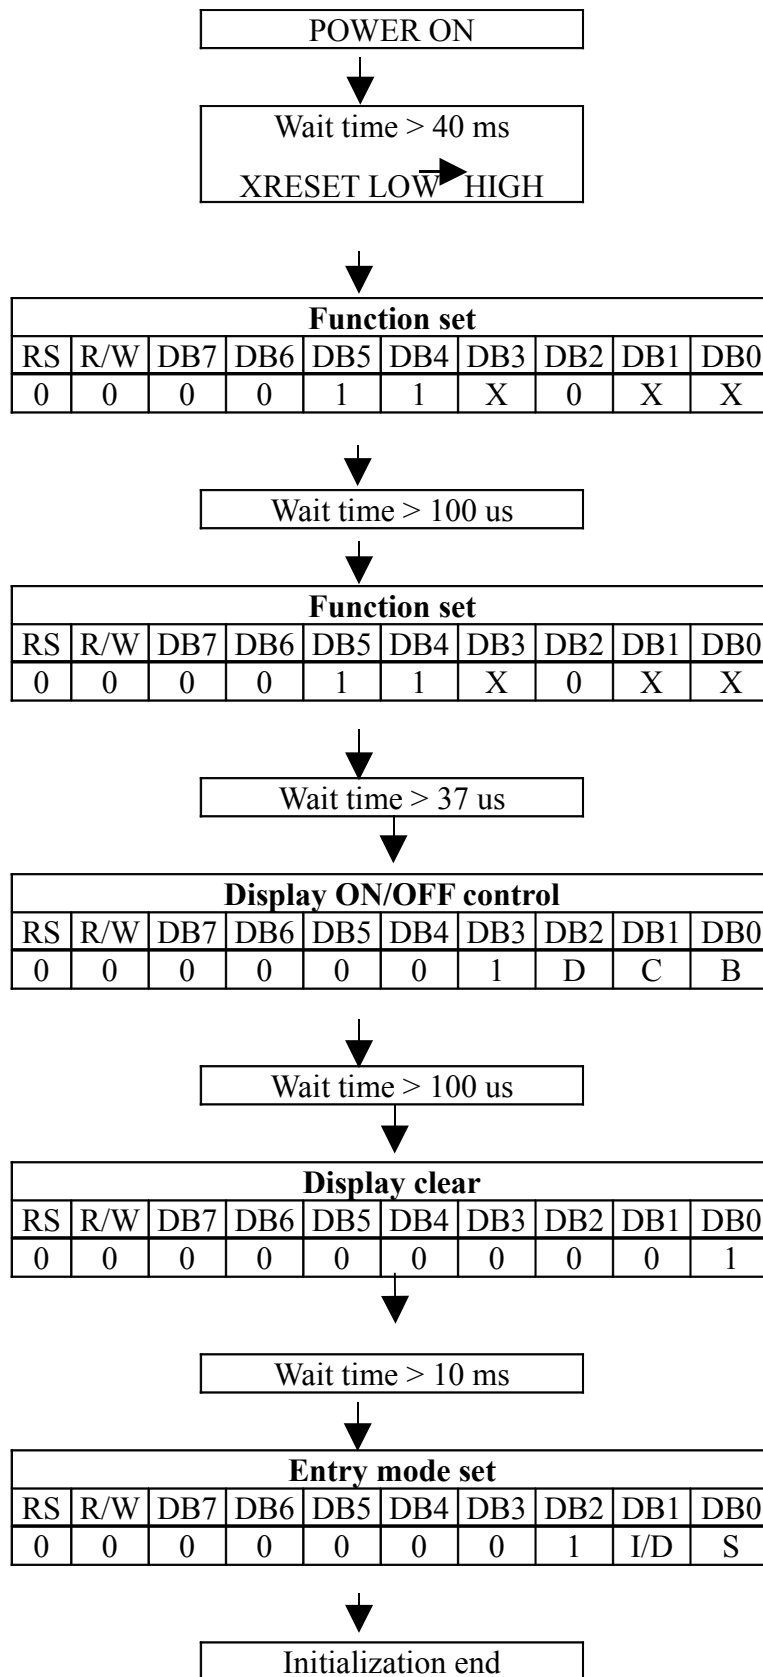 POWER ON
Wait time > 40 ms
XRESET LOW HIGH
Function set
RS R/W DB7 DB6 DB5 DB4 DB3 DB2 DB1 DB0
0 0 0 0 1 1 X 0 X X
Wait time > 100 us
Function set
RS R/W DB7 DB6 DB5 DB4 DB3 DB2 DB1 DB0
0 0 0 0 1 1 X 0 X X
Wait time > 37 us
Display ON/OFF control
RS R/W DB7 DB6 DB5 DB4 DB3 DB2 DB1 DB0
0 0 0 0 0 0 1 D C B
Wait time > 100 us
Display clear
RS R/W DB7 DB6 DB5 DB4 DB3 DB2 DB1 DB0
0 0 0 0 0 0 0 0 0 1
Wait time > 10 ms
Entry mode set
RS R/W DB7 DB6 DB5 DB4 DB3 DB2 DB1 DB0
0 0 0 0 0 0 0 1 I/D S
Initialization end